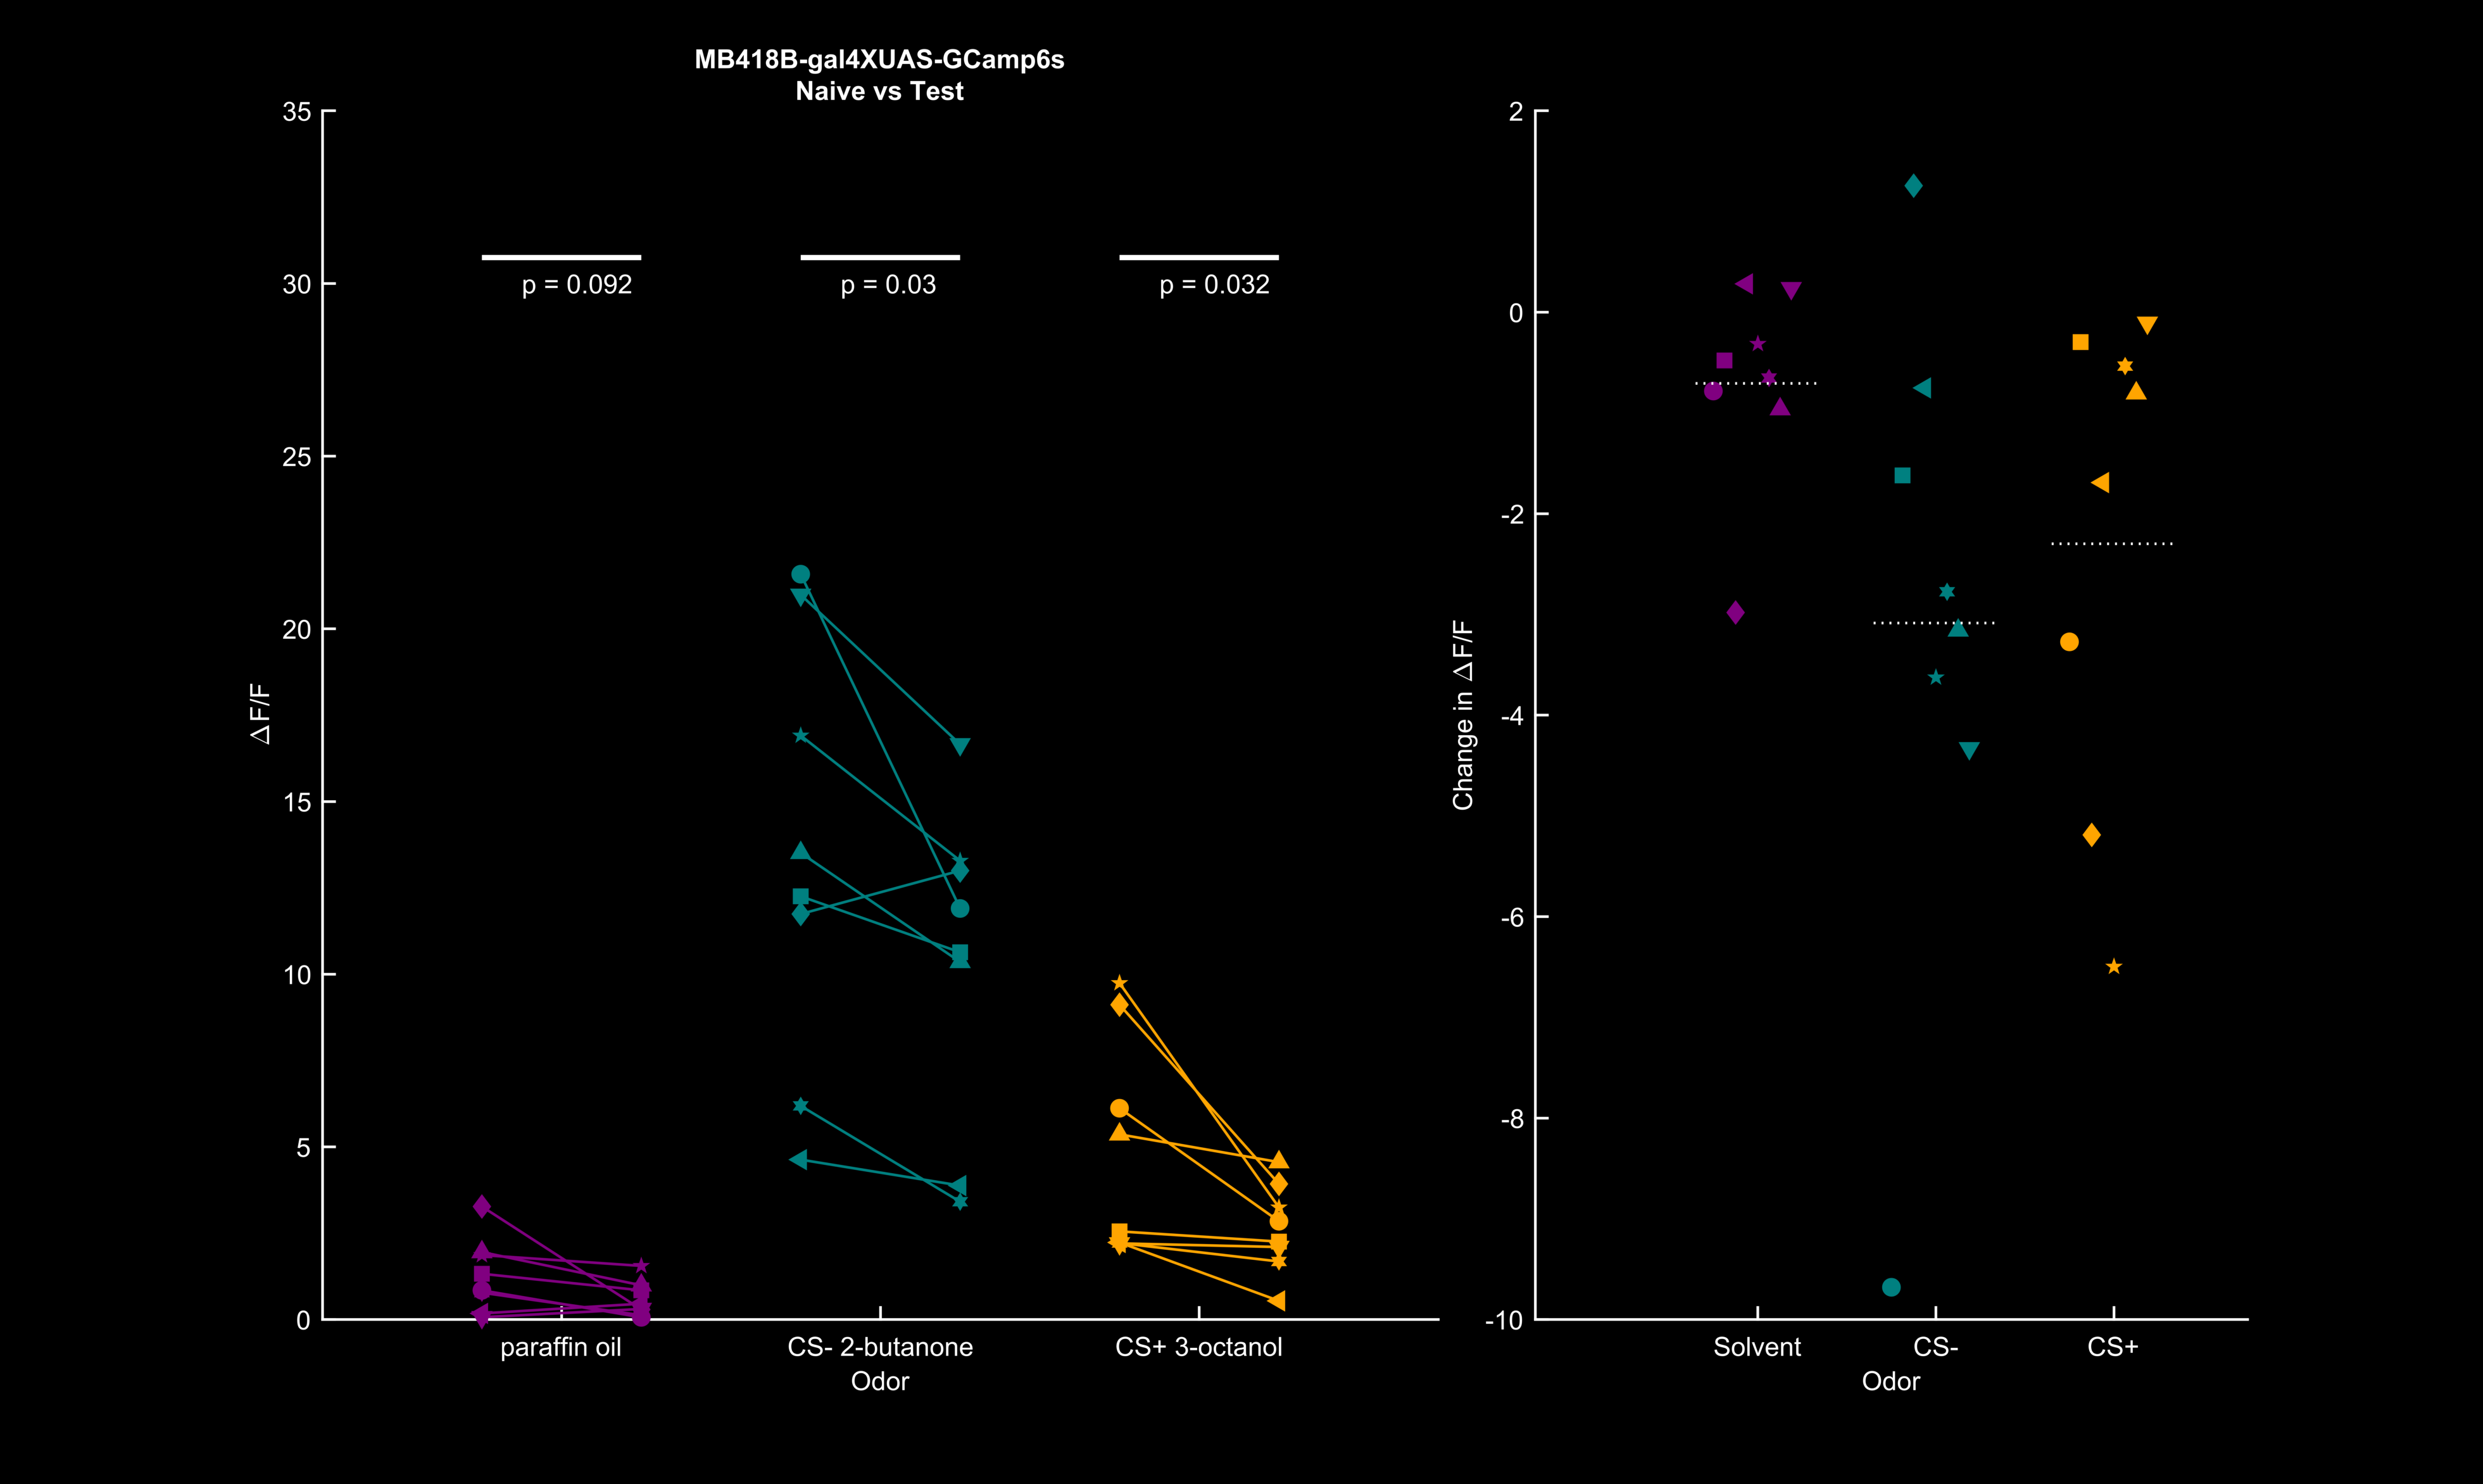 MB418B-gal4XUAS-GCamp6s
Naive vs Test
35
30
25
20
15
10
5
0
ΔF/F
p = 0.092
p = 0.03
p = 0.032
paraffin oil
CS- 2-butanone
CS+ 3-octanol
Odor
2
0
-2
-4
-6
-8
-10
Change in ΔF/F
Solvent
CS-
CS+
Odor